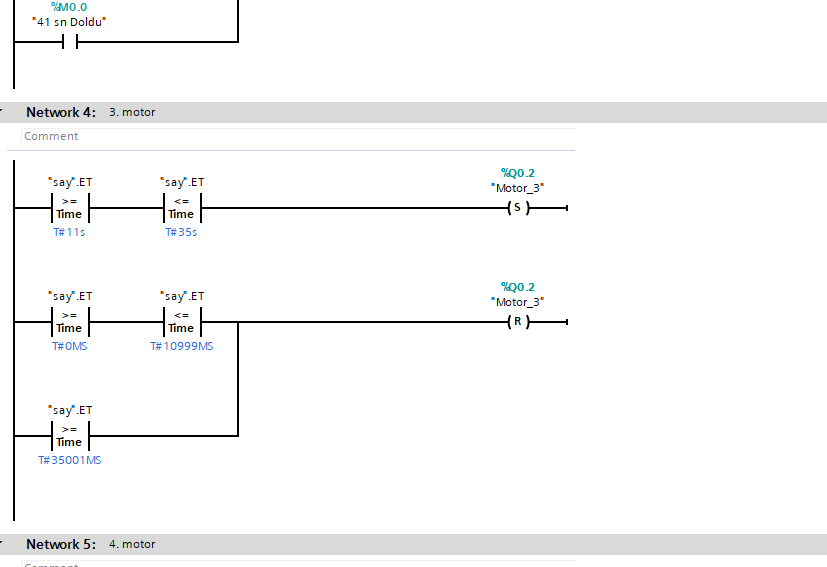 %M0.0
"41 sn Doldu"
Network 4: 3. motor
Comment
"say".ET "say".ET %Q0.2
"Motor_3"
>= <= S
Time Time
T#11s T#35s
"say".ET "say".ET %Q0.2
"Motor_3"
>= <= R
Time Time
T#0MS T#10999MS
"say".ET
>=
Time
T#35001MS
Network 5: 4. motor
Comment